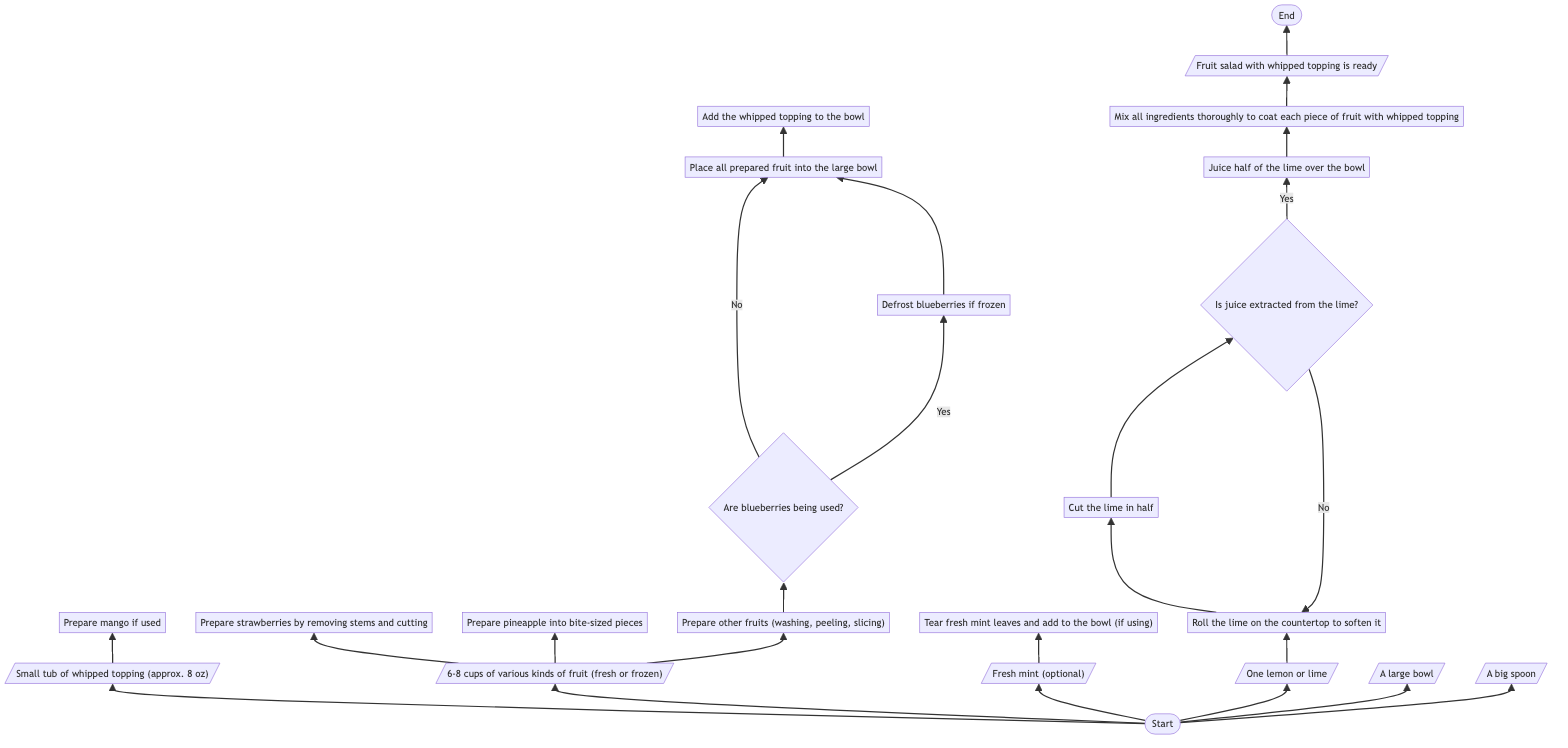 End
Fruit salad with whipped topping is ready
Add the whipped topping to the bowl
Mix all ingredients thoroughly to coat each piece of fruit with whipped topping
Place all prepared fruit into the large bowl
Juice half of the lime over the bowl
Yes
No
Defrost blueberries if frozen
Is juice extracted from the lime?
Yes
Are blueberries being used?
Cut the lime in half
No
Prepare mango if used
Prepare strawberries by removing stems and cutting
Prepare pineapple into bite-sized pieces
Prepare other fruits (washing, peeling, slicing)
Tear fresh mint leaves and add to the bowl (if using)
Roll the lime on the countertop to soften it
Small tub of whipped topping (approx. 8 oz)
6-8 cups of various kinds of fruit (fresh or frozen)
Fresh mint (optional)
One lemon or lime
A large bowl
A big spoon
Start